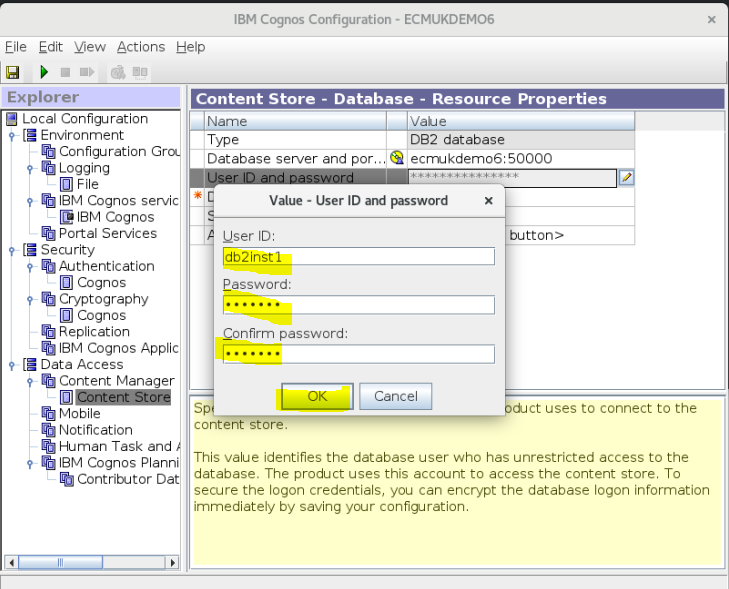 IBM Cognos Configuration - ECMUKDEMO6
File Edit View Actions Help
Explorer
Local Configuration
Environment
Configuration Grou
Logging
File
IBM Cognos servic
IBM Cognos
Portal Services
Security
Authentication
Cognos
Cryptography
Cognos
Replication
IBM Cognos Applic
Data Access
Content Manager
Content Store
Mobile
Notification
Human Task and A
IBM Cognos Planni
Contributor Dat
Content Store - Database - Resource Properties
Name Value
Type DB2 database
Database server and por... ecmukdemo6:50000
User ID and password ***************
* D
S
A button>
Value - User ID and password
User ID:
db2inst1
Password:
•••••••
Confirm password:
•••••••
OK Cancel
Spe oduct uses to connect to the
content store.
This value identifies the database user who has unrestricted access to the
database. The product uses this account to access the content store. To
secure the logon credentials, you can encrypt the database logon information
immediately by saving your configuration.